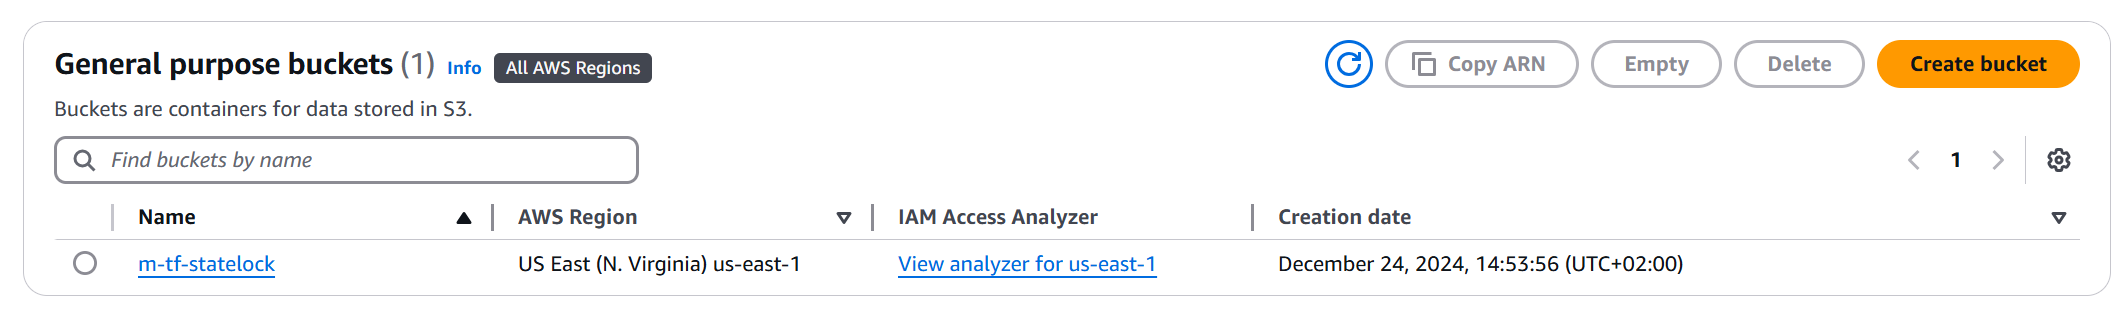 General purpose buckets (1) Info All AWS Regions
Copy ARN Empty Delete Create bucket
Buckets are containers for data stored in S3.
Find buckets by name
1
Name AWS Region IAM Access Analyzer Creation date
m-tf-statelock US East (N. Virginia) us-east-1 View analyzer for us-east-1 December 24, 2024, 14:53:56 (UTC+02:00)